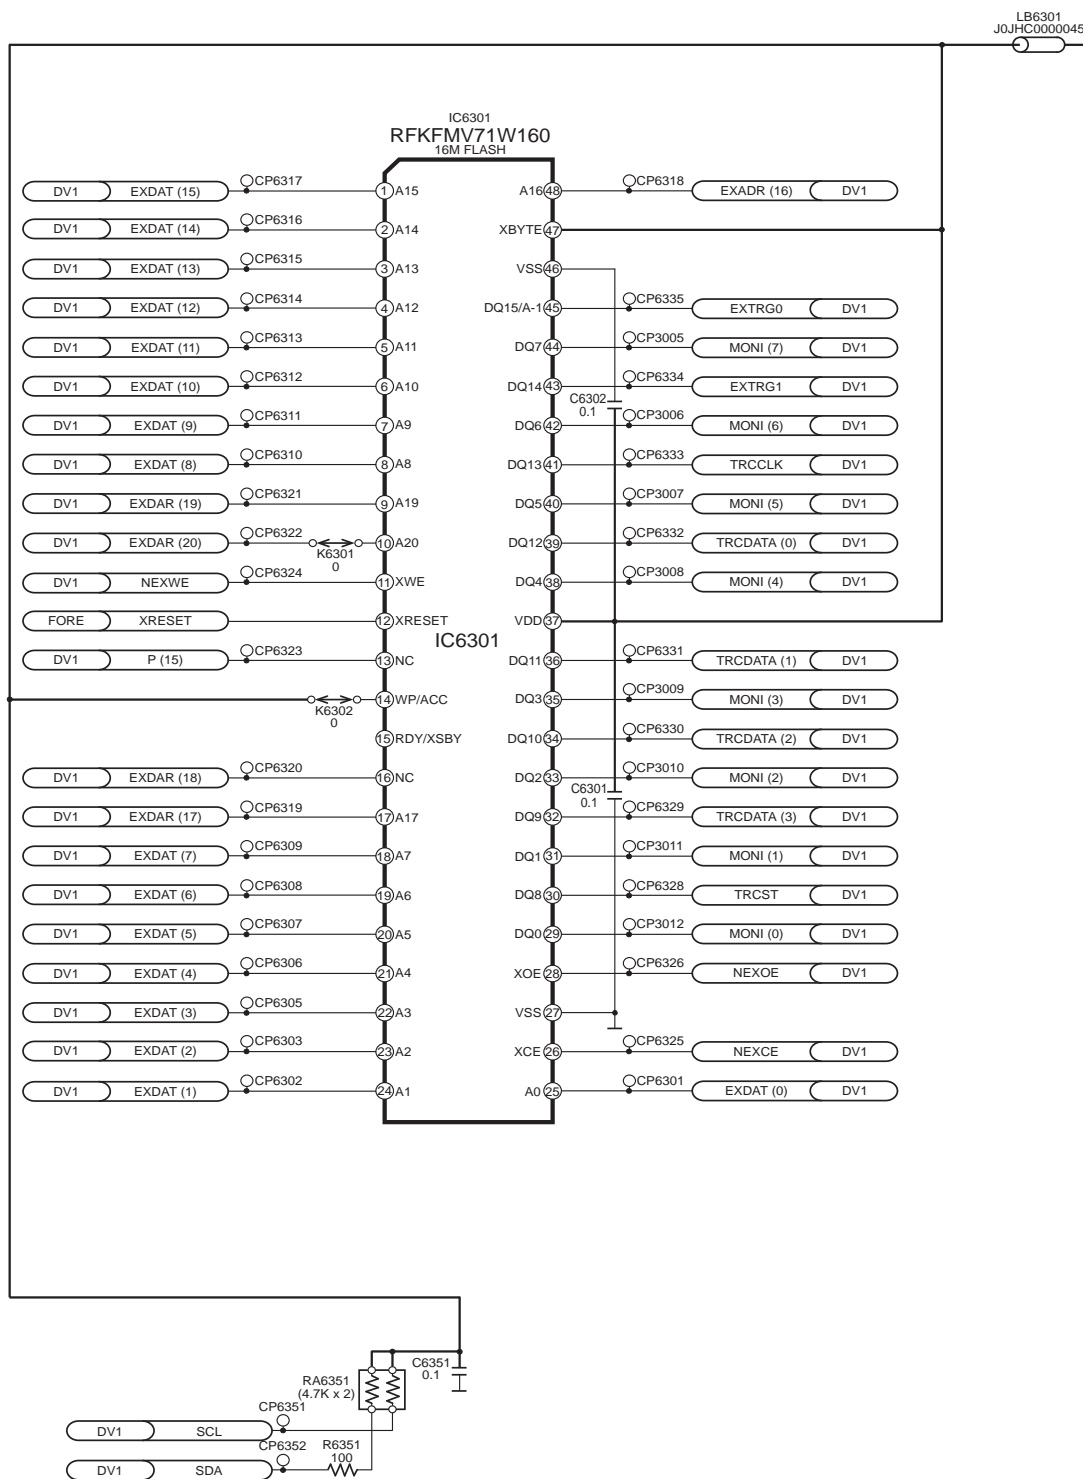 LB6301
J0JHC0000045
IC6301
RFKFMV71W160
16M FLASH
DV1 EXDAT (15) CP6317 1 A15 A16 48 CP6318 EXADR (16) DV1
DV1 EXDAT (14) CP6316 2 A14 XBYTE 47
DV1 EXDAT (13) CP6315 3 A13 VSS 46
DV1 EXDAT (12) CP6314 4 A12 DQ15/A-1 45 CP6335 EXTRG0 DV1
DV1 EXDAT (11) CP6313 5 A11 DQ7 44 CP3005 MONI (7) DV1
DV1 EXDAT (10) CP6312 6 A10 DQ14 43 CP6334 EXTRG1 DV1
C6302
0.1
DV1 EXDAT (9) CP6311 7 A9 DQ6 42 CP3006 MONI (6) DV1
DV1 EXDAT (8) CP6310 8 A8 DQ13 41 CP6333 TRCCLK DV1
DV1 EXDAR (19) CP6321 9 A19 DQ5 40 CP3007 MONI (5) DV1
DV1 EXDAR (20) CP6322 10 A20 DQ12 39 CP6332 TRCDATA (0) DV1
K6301
0
DV1 NEXWE CP6324 11 XWE DQ4 38 CP3008 MONI (4) DV1
FORE XRESET 12 XRESET VDD 37
IC6301
DV1 P (15) CP6323 13 NC DQ11 36 CP6331 TRCDATA (1) DV1
14 WP/ACC DQ3 35 CP3009 MONI (3) DV1
K6302
0
15 RDY/XSBY DQ10 34 CP6330 TRCDATA (2) DV1
DV1 EXDAR (18) CP6320 16 NC DQ2 33 CP3010 MONI (2) DV1
C6301
0.1
DV1 EXDAR (17) CP6319 17 A17 DQ9 32 CP6329 TRCDATA (3) DV1
DV1 EXDAT (7) CP6309 18 A7 DQ1 31 CP3011 MONI (1) DV1
DV1 EXDAT (6) CP6308 19 A6 DQ8 30 CP6328 TRCST DV1
DV1 EXDAT (5) CP6307 20 A5 DQ0 29 CP3012 MONI (0) DV1
DV1 EXDAT (4) CP6306 21 A4 XOE 28 CP6326 NEXOE DV1
DV1 EXDAT (3) CP6305 22 A3 VSS 27
DV1 EXDAT (2) CP6303 23 A2 XCE 26 CP6325 NEXCE DV1
DV1 EXDAT (1) CP6302 24 A1 A0 25 CP6301 EXDAT (0) DV1
C6351
0.1
RA6351
(4.7K x 2)
CP6351
DV1 SCL
CP6352 R6351
100
DV1 SDA